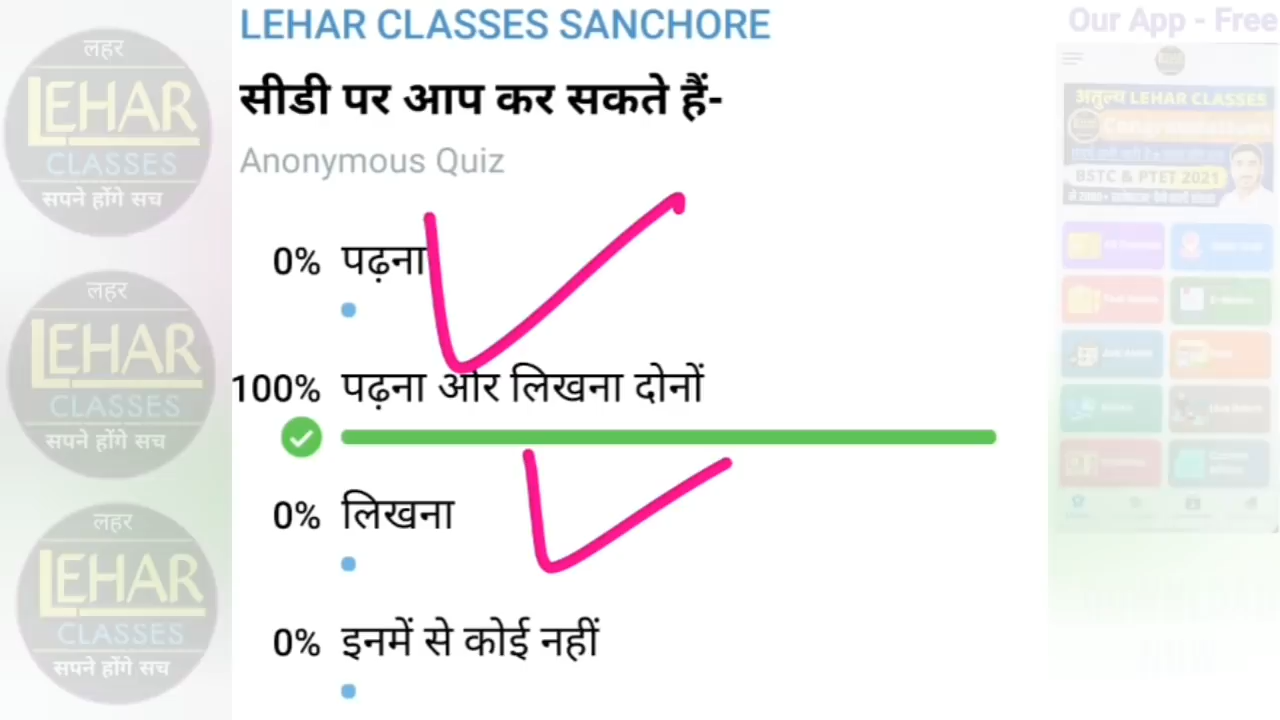 LEHAR CLASSES SANCHORE
सीडी पर आप कर सकते हैं-
Anonymous Quiz
0% पढ़ना
100% पढ़ना और लिखना दोनों
0% लिखना
0% इनमें से कोई नहीं
लहर
LEHAR
CLASSES
सपने होंगे सच
लहर
LEHAR
CLASSES
सपने होंगे सच
लहर
LEHAR
CLASSES
सपने होंगे सच
Our App - Free
अतुल्य LEHAR CLASSES
BSTC & PTET 2021